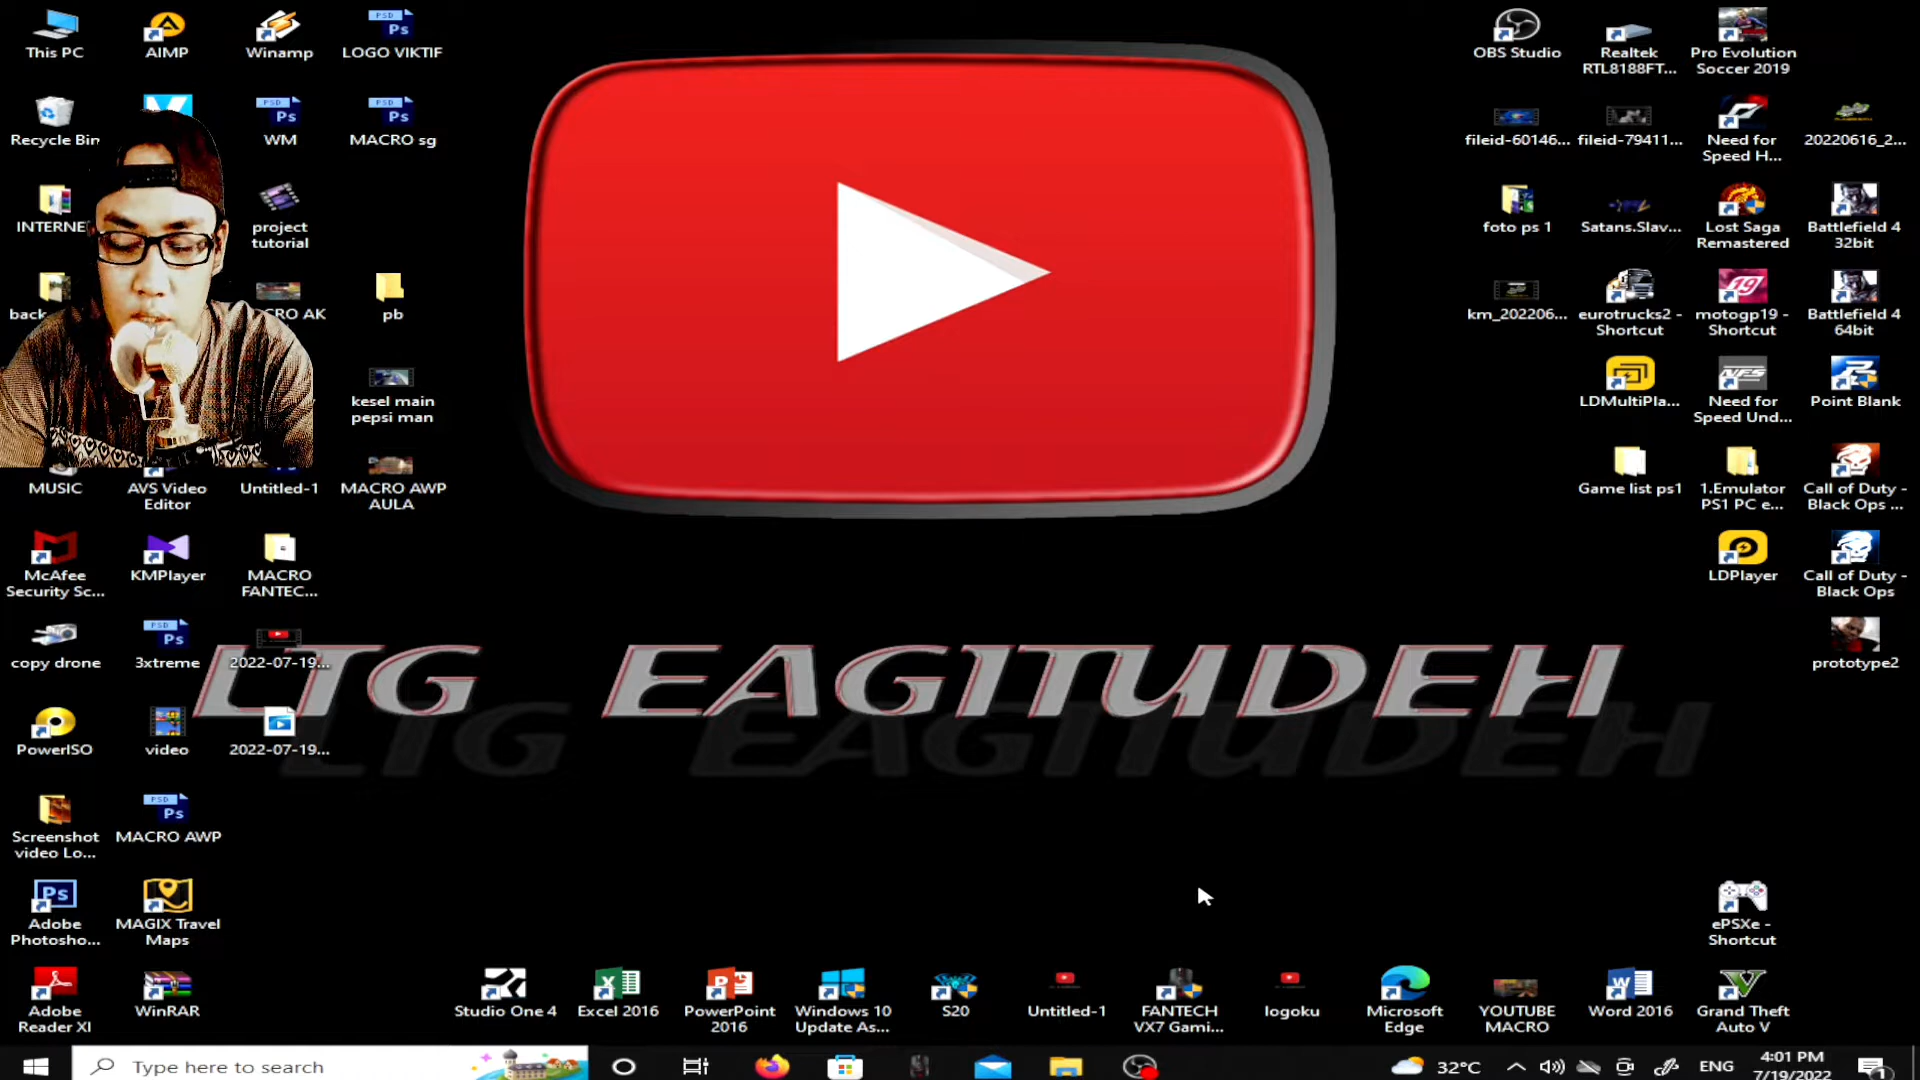 This PC
AIMP
Winamp
LOGO VIKTIF
OBS Studio
Realtek
RTL8188FT...
Pro Evolution
Soccer 2019
Recycle Bin
WM
MACRO sg
fileid-60146...
fileid-79411...
Need for
Speed H...
20220616_2...
INTERNE
project
tutorial
foto ps 1
Satans.Slav...
Lost Saga
Remastered
Battlefield 4
32bit
back
CRO AK
pb
km_202206...
eurotrucks2 -
Shortcut
motogp19 -
Shortcut
Battlefield 4
64bit
kesel main
pepsi man
LDMultiPla...
Need for
Speed Und...
Point Blank
MUSIC
AVS Video
Editor
Untitled-1
MACRO AWP
AULA
Game list ps1
1.Emulator
PS1 PC e...
Call of Duty -
Black Ops ...
McAfee
Security Sc...
KMPlayer
MACRO
FANTEC...
LDPlayer
Call of Duty -
Black Ops
copy drone
3xtreme
2022-07-19...
LTG EAGITUDEH
prototype2
PowerISO
video
2022-07-19...
Screenshot
video Lo...
MACRO AWP
Adobe
Photosho...
MAGIX Travel
Maps
ePSXe -
Shortcut
Adobe
Reader XI
WinRAR
Studio One 4
Excel 2016
PowerPoint
2016
Windows 10
Update As...
S20
Untitled-1
FANTECH
VX7 Gami...
logoku
Microsoft
Edge
YOUTUBE
MACRO
Word 2016
Grand Theft
Auto V
Type here to search
32°C
ENG
4:01 PM
7/19/2022
1